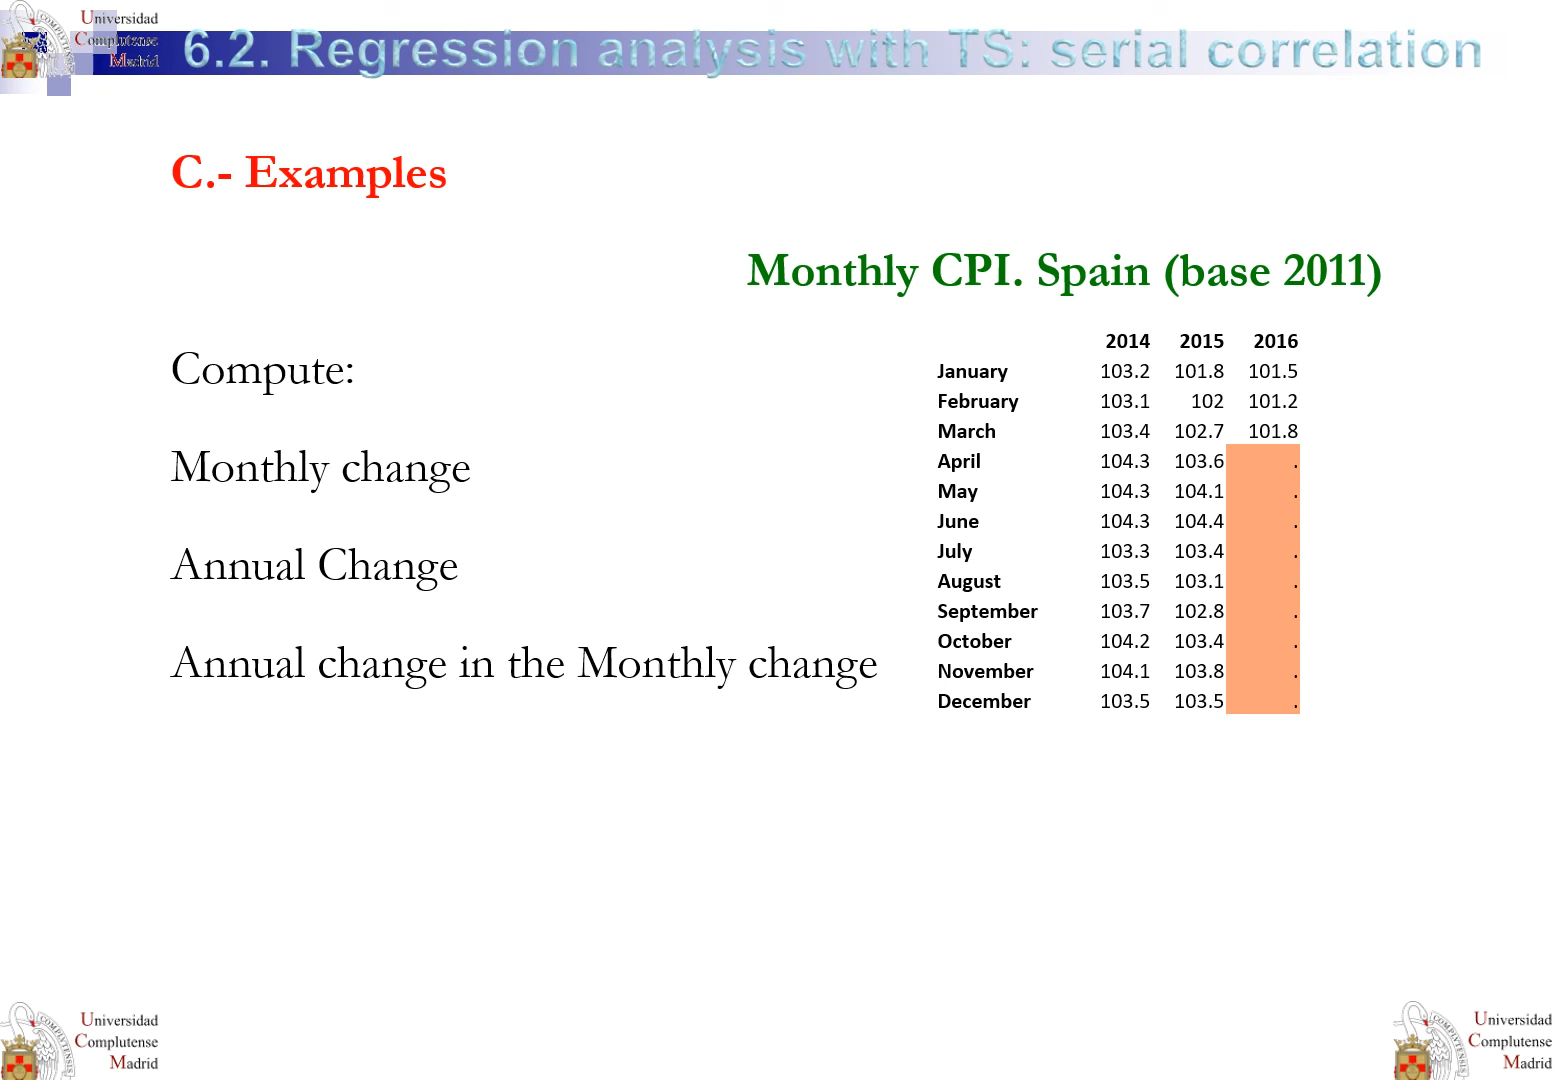 Universidad
Complutense
Madrid
6.2. Regression analysis with TS: serial correlation
C.- Examples
Monthly CPI. Spain (base 2011)
Compute:
Monthly change
Annual Change
Annual change in the Monthly change
2014 2015 2016
January 103.2 101.8 101.5
February 103.1 102 101.2
March 103.4 102.7 101.8
April 104.3 103.6 .
May 104.3 104.1 .
June 104.3 104.4 .
July 103.3 103.4 .
August 103.5 103.1 .
September 103.7 102.8 .
October 104.2 103.4 .
November 104.1 103.8 .
December 103.5 103.5 .
Universidad
Complutense
Madrid
Universidad
Complutense
Madrid